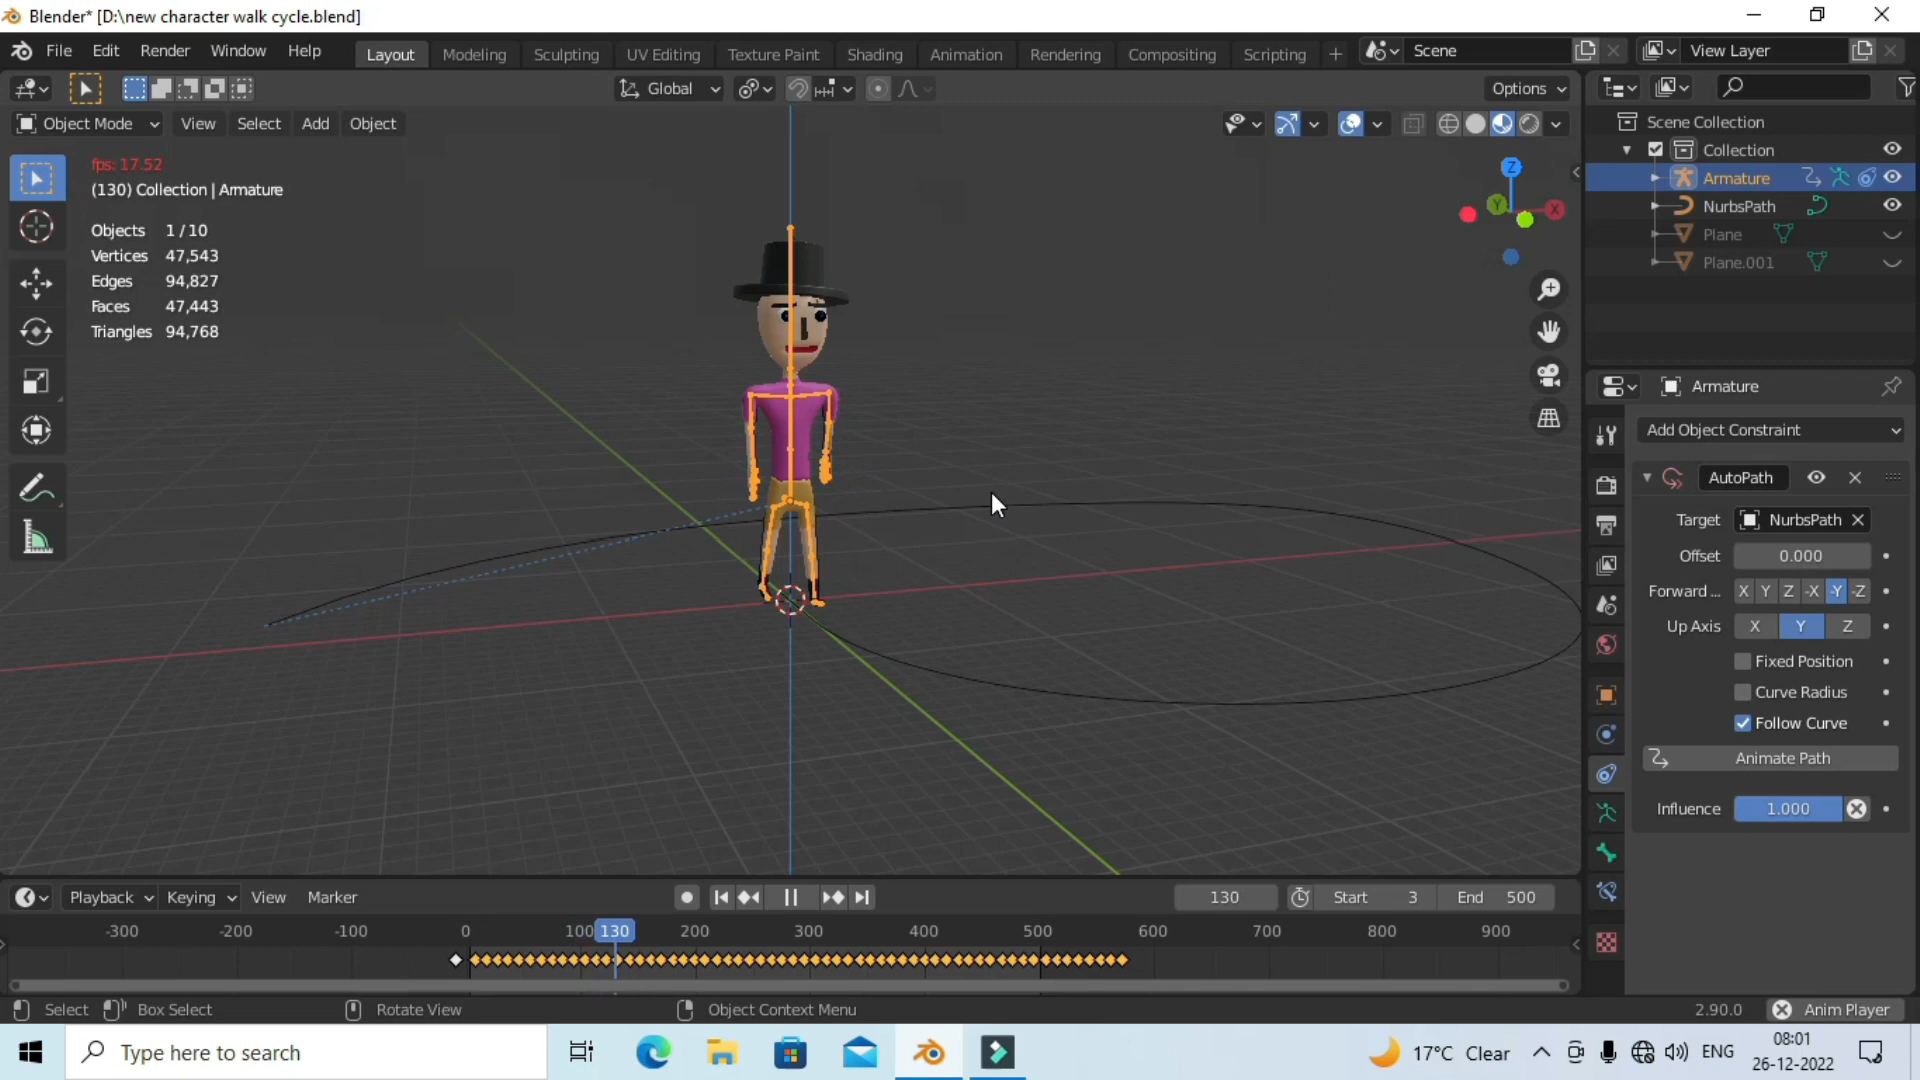 Blender* [D:\new character walk cycle.blend]
File Edit Render Window Help Layout Modeling Sculpting UV Editing Texture Paint Shading Animation Rendering Compositing Scripting + Scene View Layer
Global Options
Object Mode View Select Add Object
fps: 17.52
(130) Collection | Armature
Objects 1 / 10
Vertices 47,543
Edges 94,827
Faces 47,443
Triangles 94,768
Z
Y
X
Scene Collection
Collection
Armature
NurbsPath
Plane
Plane.001
Armature
Add Object Constraint
AutoPath
Target NurbsPath
Offset 0.000
Forward ... X Y Z -X -Y -Z
Up Axis X Y Z
Fixed Position
Curve Radius
Follow Curve
Animate Path
Influence 1.000
Playback Keying View Marker 130 Start 3 End 500
-300 -200 -100 0 100 130 200 300 400 500 600 700 800 900
Select Box Select Rotate View Object Context Menu 2.90.0 Anim Player
Type here to search 17°C Clear ENG 08:01
26-12-2022